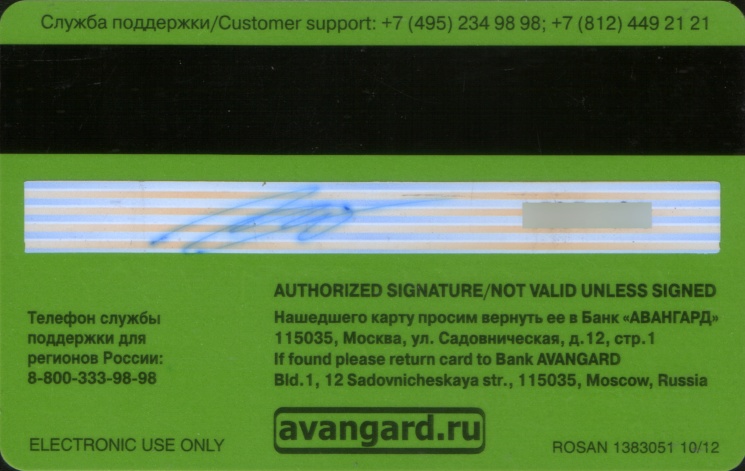 Служба поддержки/Customer support: +7 (495) 234 98 98; +7 (812) 449 21 21
AUTHORIZED SIGNATURE/NOT VALID UNLESS SIGNED
Телефон службы
поддержки для
регионов России:
8-800-333-98-98
Нашедшего карту просим вернуть ее в Банк «АВАНГАРД»
115035, Москва, ул. Садовническая, д.12, стр.1
If found please return card to Bank AVANGARD
Bld.1, 12 Sadovnicheskaya str., 115035, Moscow, Russia
avangard.ru
ELECTRONIC USE ONLY
ROSAN 1383051 10/12